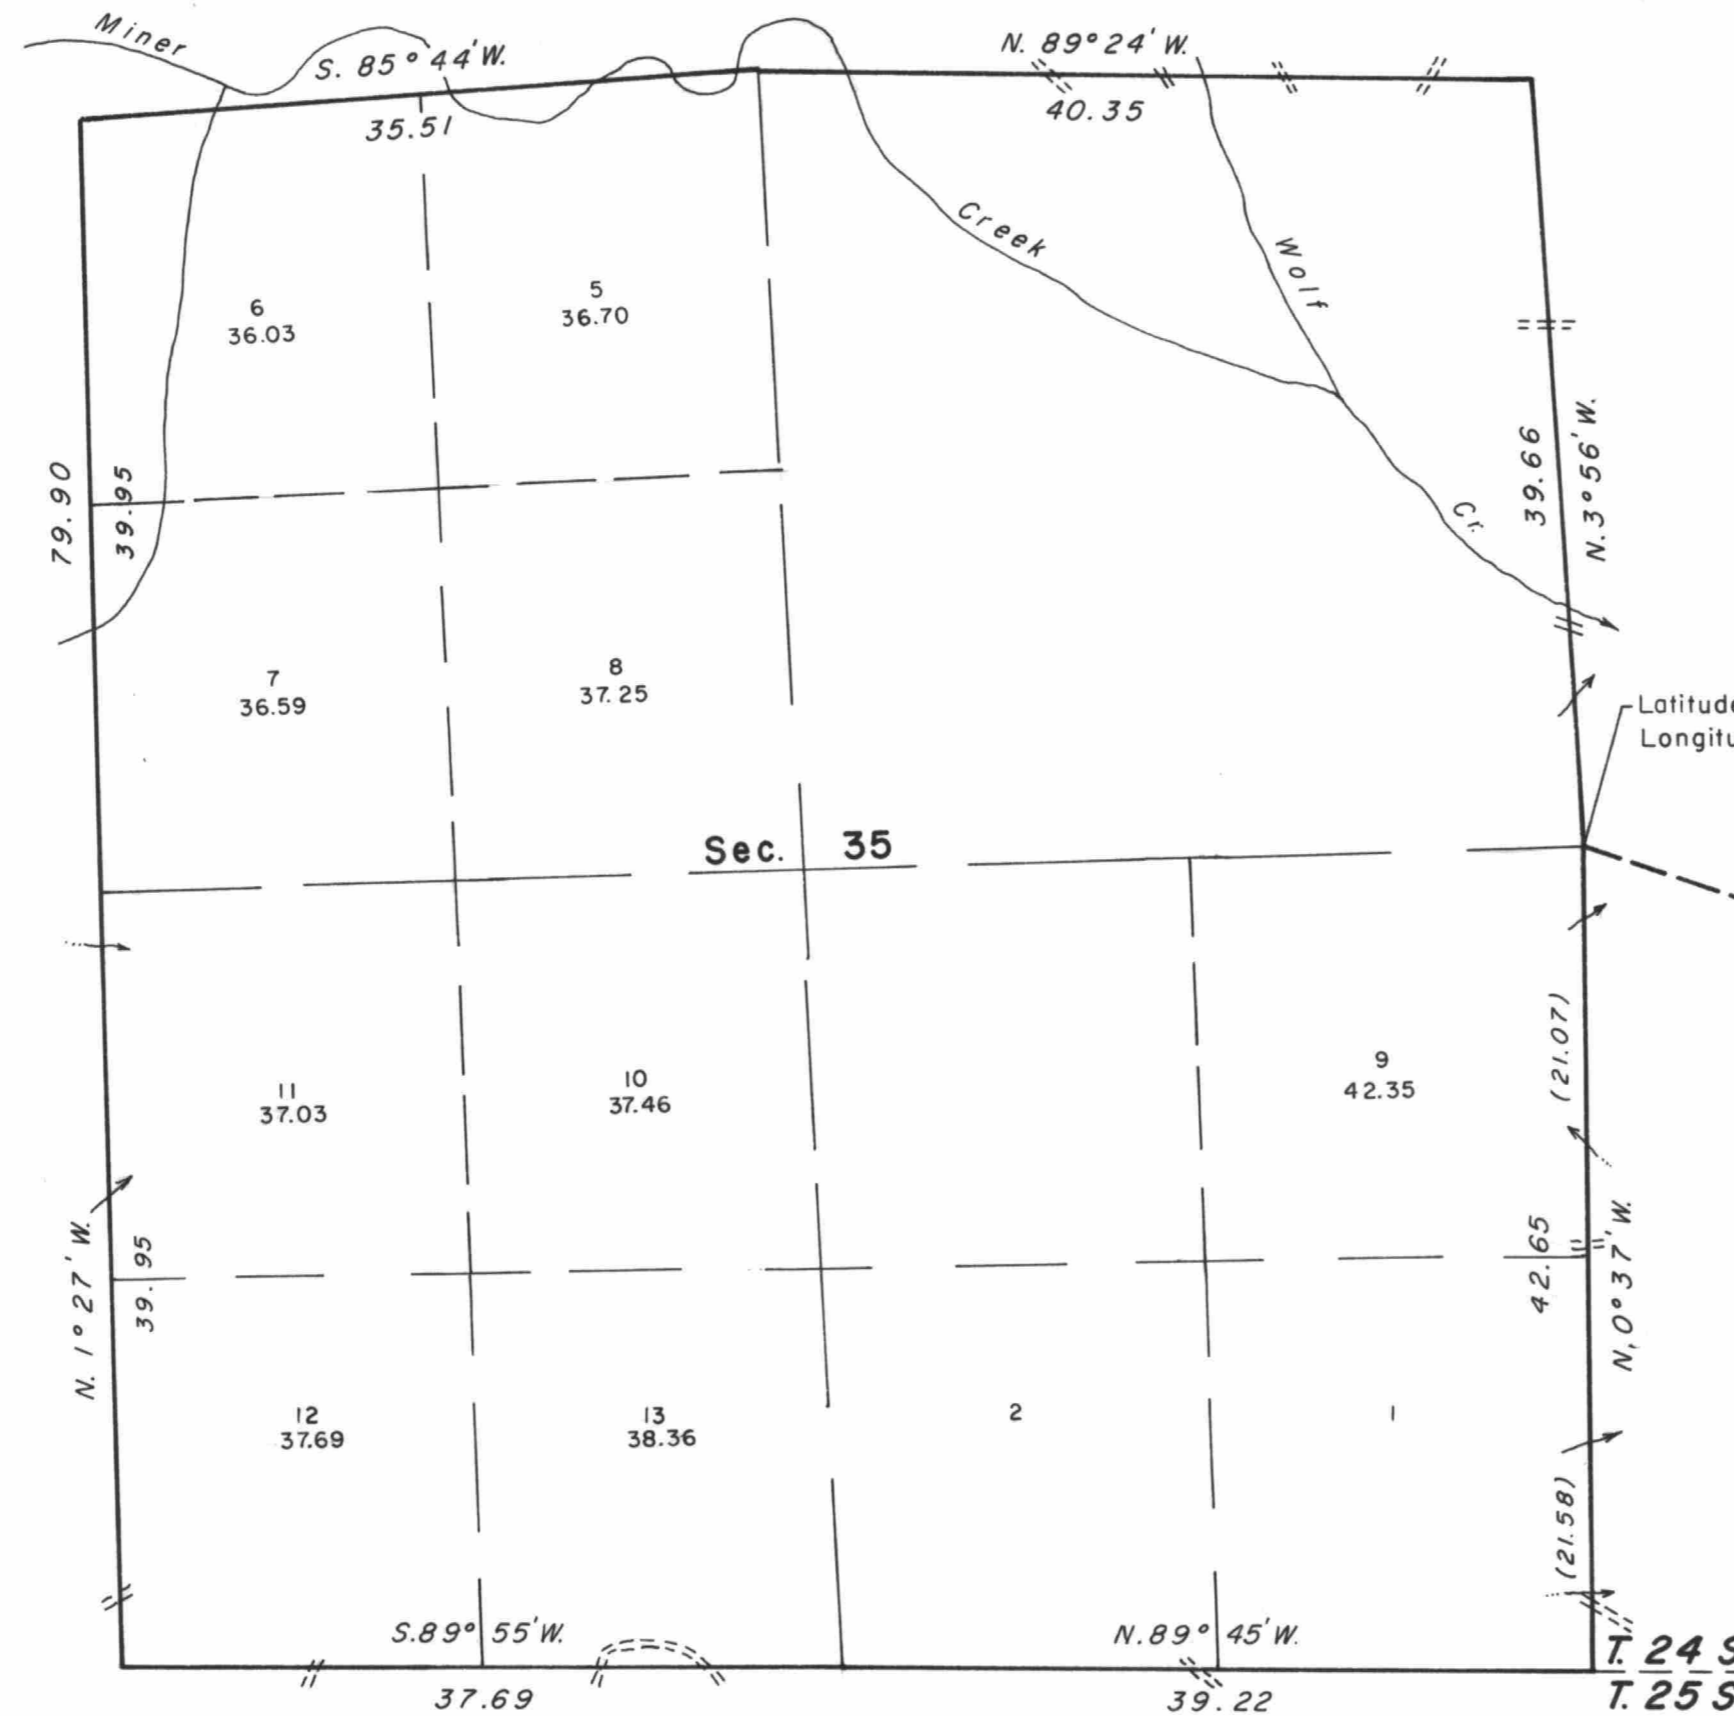 Miner
S. 85° 44' W.
N. 89° 24' W.
35.51
40.35
Creek
Wolf
6
36.03
5
36.70
79.90
39.95
39.66
N. 3° 56' W.
Cr.
7
36.59
8
37.25
Latitude
Longitu
Sec. 35
(21.07)
11
37.03
10
37.46
9
42.35
N. 1° 27' W.
39.95
42.65
N. 0° 37' W.
12
37.69
13
38.36
2
1
(21.58)
S. 89° 55' W.
N. 89° 45' W.
T. 24 S
37.69
39.22
T. 25 S